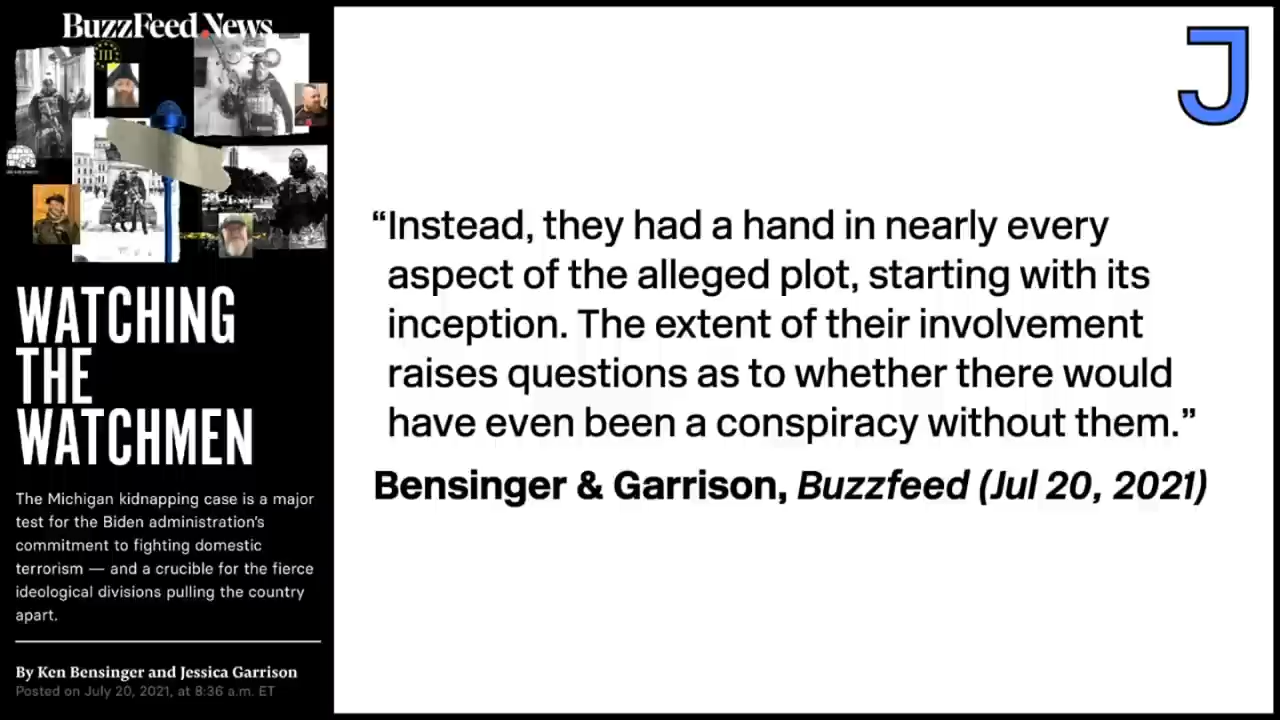 BuzzFeed News
III
WATCHING
THE
WATCHMEN
The Michigan kidnapping case is a major
test for the Biden administration's
commitment to fighting domestic
terrorism — and a crucible for the fierce
ideological divisions pulling the country
apart.
By Ken Bensinger and Jessica Garrison
Posted on July 20, 2021, at 8:36 a.m. ET
J
“Instead, they had a hand in nearly every
aspect of the alleged plot, starting with its
inception. The extent of their involvement
raises questions as to whether there would
have even been a conspiracy without them.”
Bensinger & Garrison, Buzzfeed (Jul 20, 2021)